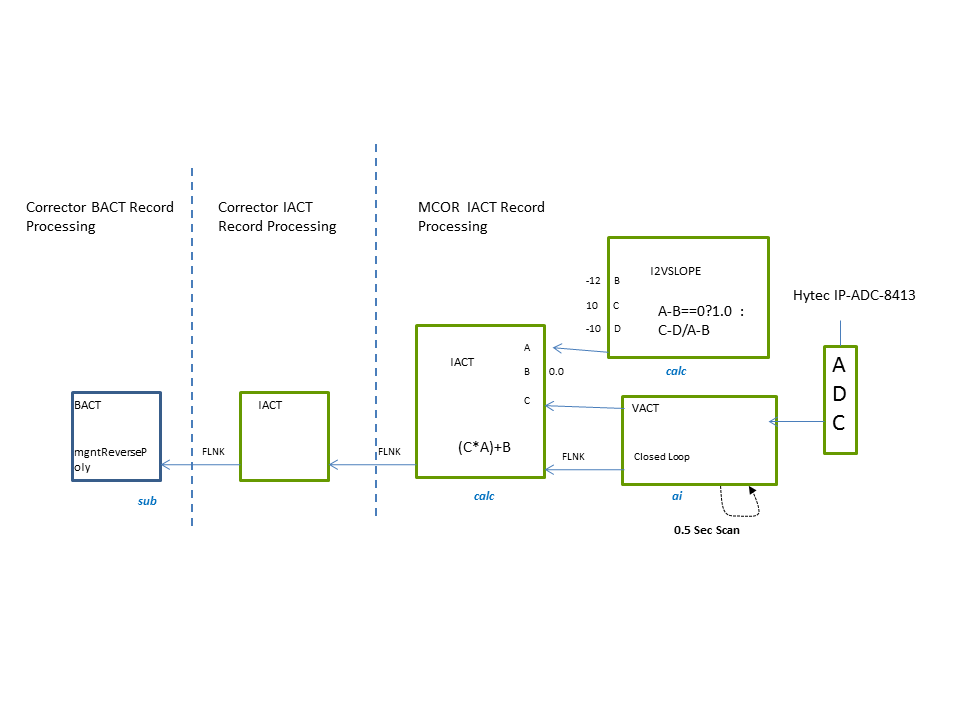 Corrector BACT Record
Processing
Corrector IACT
Record Processing
MCOR  IACT Record
Processing
I2VSLOPE
-12
B
10
C
-10
D
A-B==0?1.0  :
C-D/A-B
calc
Hytec IP-ADC-8413
A
D
C
IACT
A
B
0.0
C
(C*A)+B
calc
VACT
Closed Loop
ai
0.5 Sec Scan
FLNK
FLNK
IACT
FLNK
BACT
mgntReverseP
oly
sub